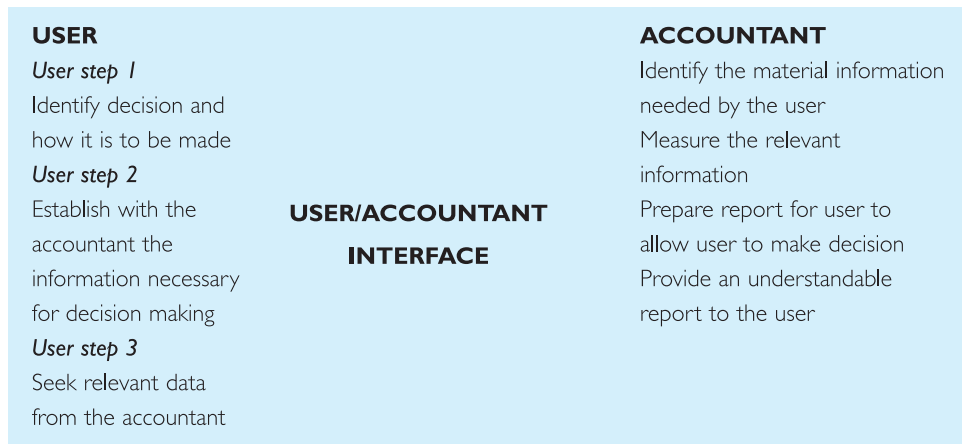 USER
User step 1
Identify decision and
how it is to be made
User step 2
Establish with the
accountant the
information necessary
for decision making
User step 3
Seek relevant data
from the accountant
USER/ACCOUNTANT
INTERFACE
ACCOUNTANT
Identify the material information
needed by the user
Measure the relevant
information
Prepare report for user to
allow user to make decision
Provide an understandable
report to the user